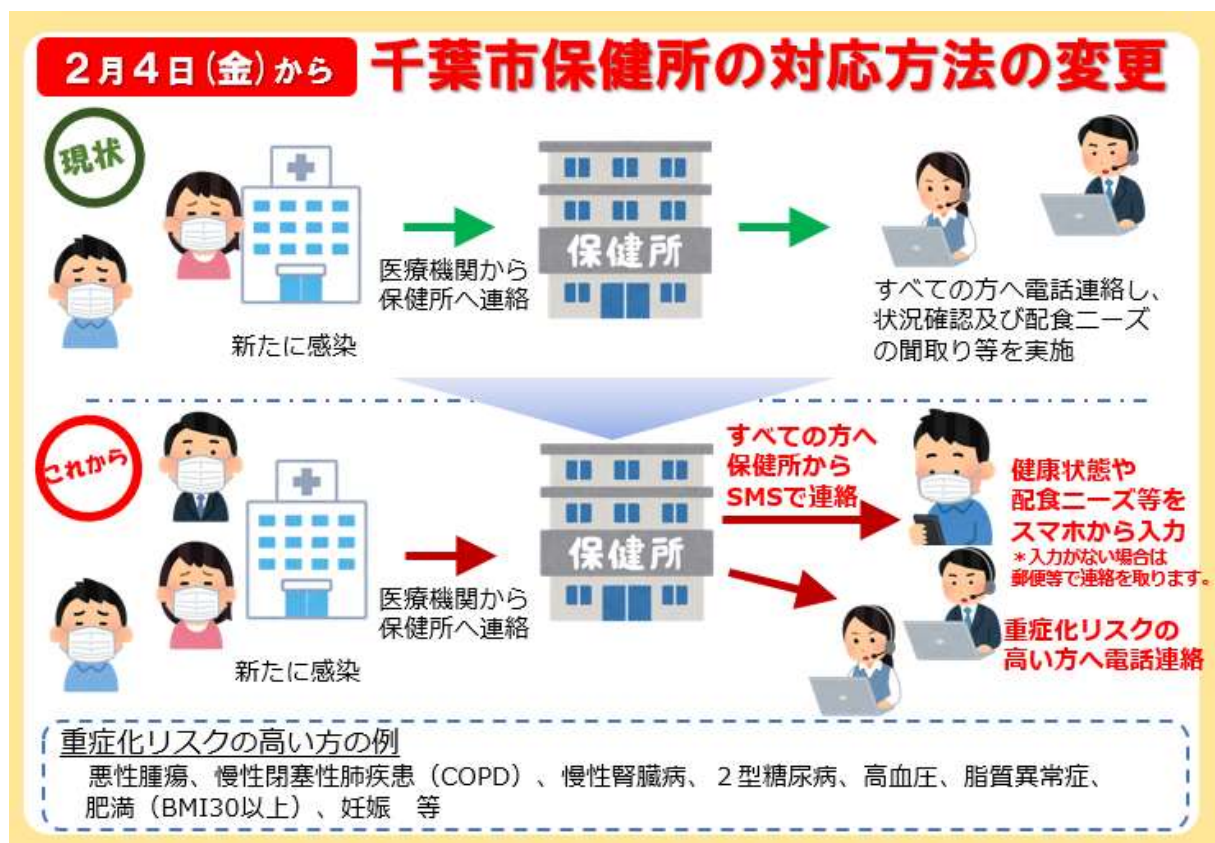 2月4日(金)から
千葉市保健所の対応方法の変更
現状
保健所
医療機関から
保健所へ連絡
新たに感染
すべての方へ電話連絡し、
状況確認及び配食ニーズ
の聞取り等を実施
これから
すべての方へ
保健所から
SMSで連絡
健康状態や
配食ニーズ等を
スマホから入力
＊入力がない場合は
郵便等で連絡を取ります。
保健所
医療機関から
保健所へ連絡
新たに感染
重症化リスクの
高い方へ電話連絡
重症化リスクの高い方の例
悪性腫瘍、慢性閉塞性肺疾患（COPD）、慢性腎臓病、２型糖尿病、高血圧、脂質異常症、
肥満（BMI30以上）、妊娠　等